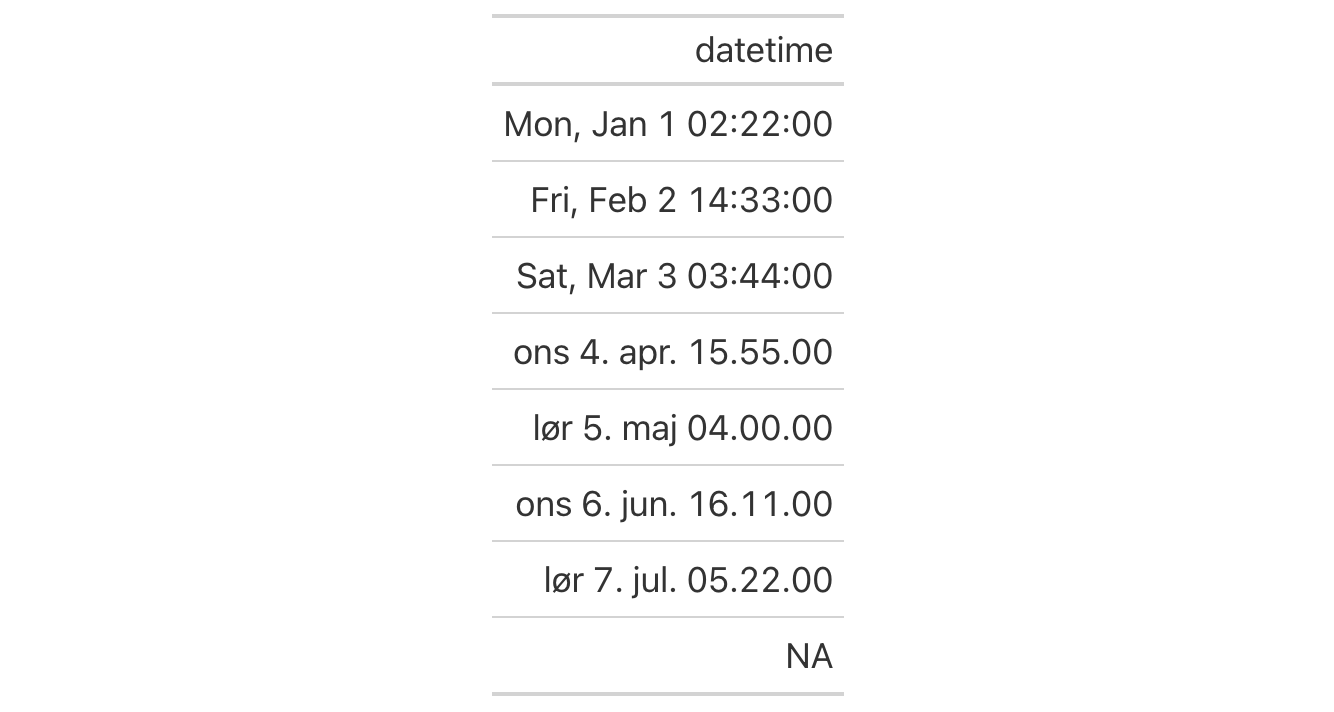 datetime
Mon, Jan 1 02:22:00
Fri, Feb 2 14:33:00
Sat, Mar 3 03:44:00
ons 4. apr. 15.55.00
lør 5. maj 04.00.00
ons 6. jun. 16.11.00
lør 7. jul. 05.22.00
NA